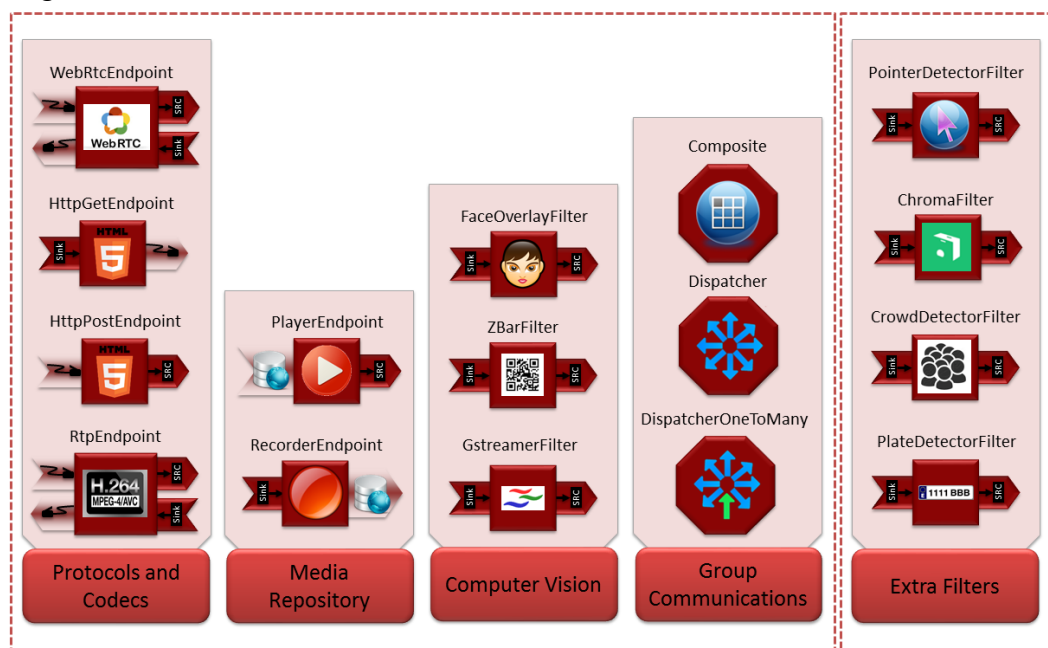 WebRtcEndpoint
SRC
WebRTC
Sink
HttpGetEndpoint
Sink
HTML
5
HttpPostEndpoint
HTML
5
SRC
RtpEndpoint
SRC
H.264
MPEG-4/AVC
Sink
Protocols and
Codecs
PlayerEndpoint
SRC
RecorderEndpoint
Sink
Media
Repository
FaceOverlayFilter
Sink
SRC
ZBarFilter
Sink
SRC
GstreamerFilter
Sink
SRC
Computer Vision
Composite
Dispatcher
DispatcherOneToMany
Group
Communications
PointerDetectorFilter
Sink
SRC
ChromaFilter
Sink
SRC
CrowdDetectorFilter
Sink
SRC
PlateDetectorFilter
Sink
1111 BBB
SRC
Extra Filters